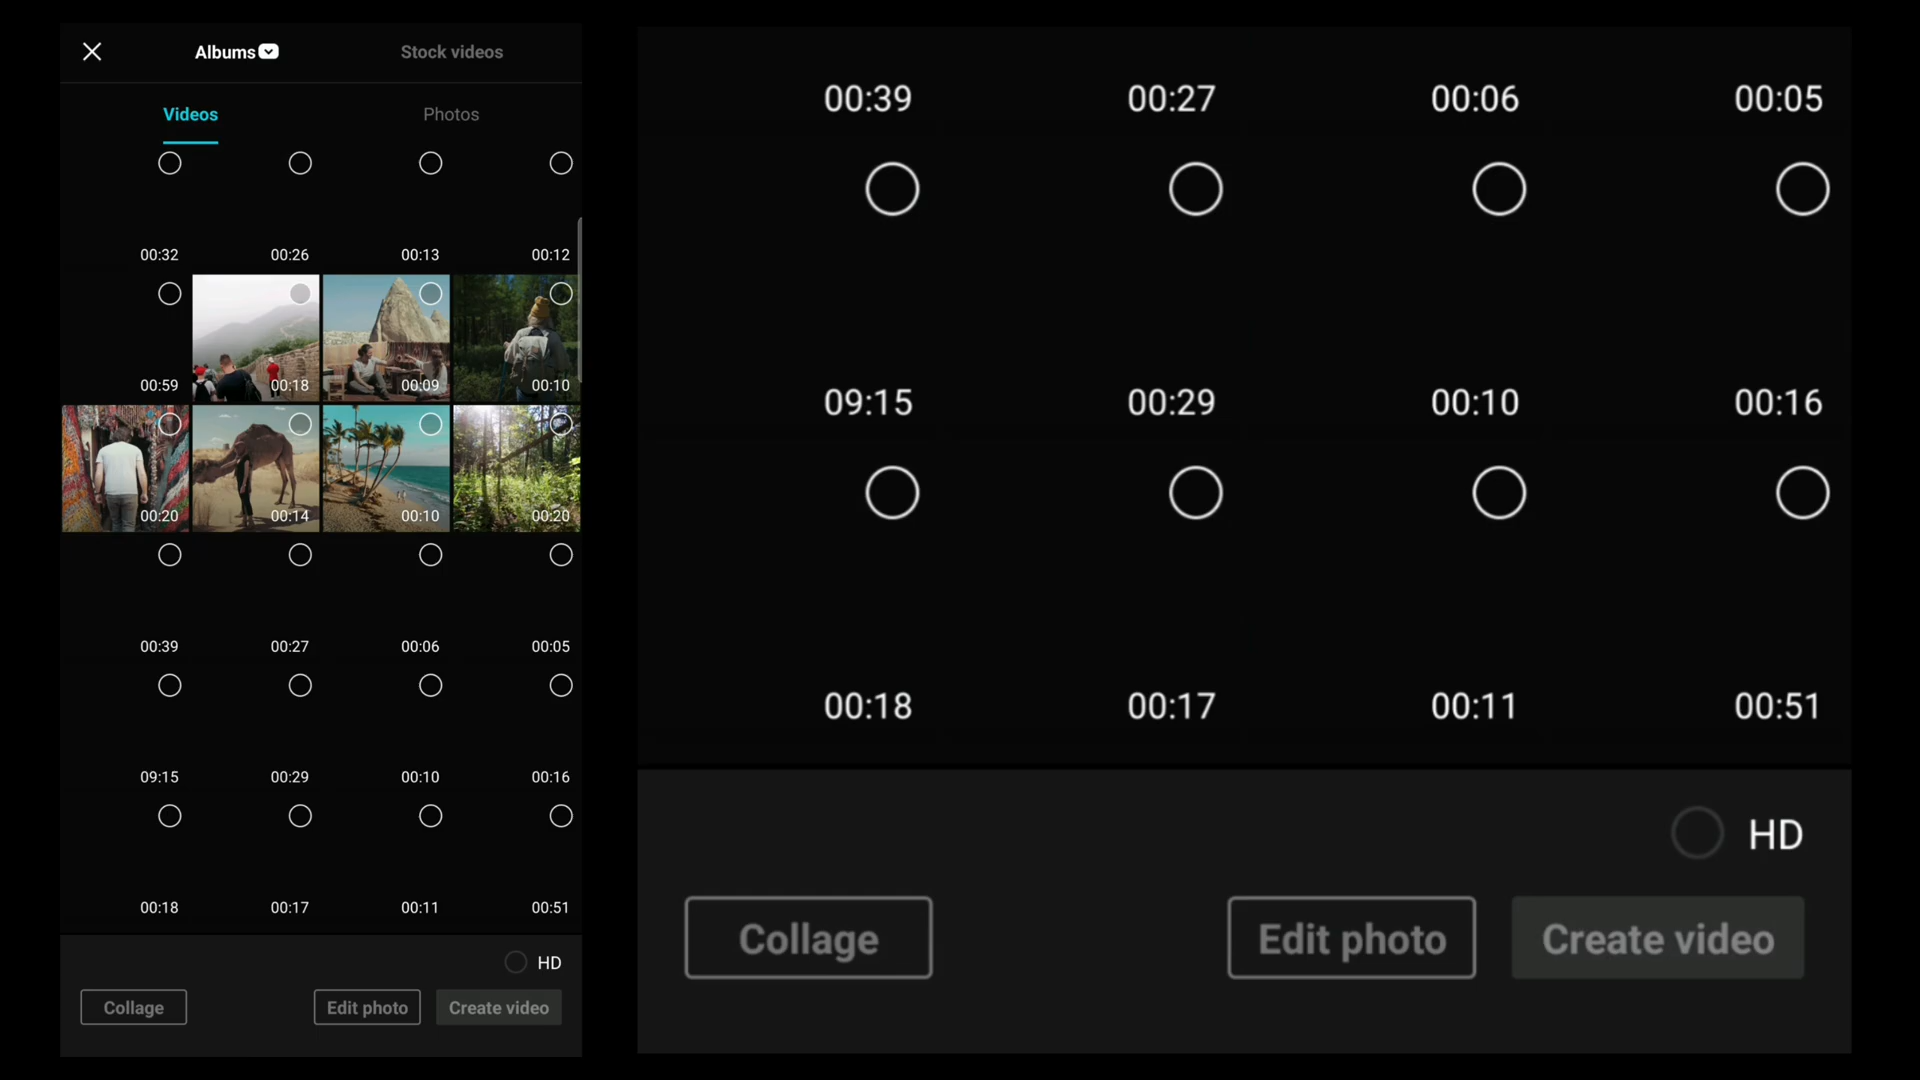 Albums Stock videos
Videos Photos
00:32 00:26 00:13 00:12
00:59 00:18 00:09 00:10
00:20 00:14 00:10 00:20
00:39 00:27 00:06 00:05
09:15 00:29 00:10 00:16
00:18 00:17 00:11 00:51
HD
Collage Edit photo Create video
00:39 00:27 00:06 00:05
09:15 00:29 00:10 00:16
00:18 00:17 00:11 00:51
HD
Collage Edit photo Create video